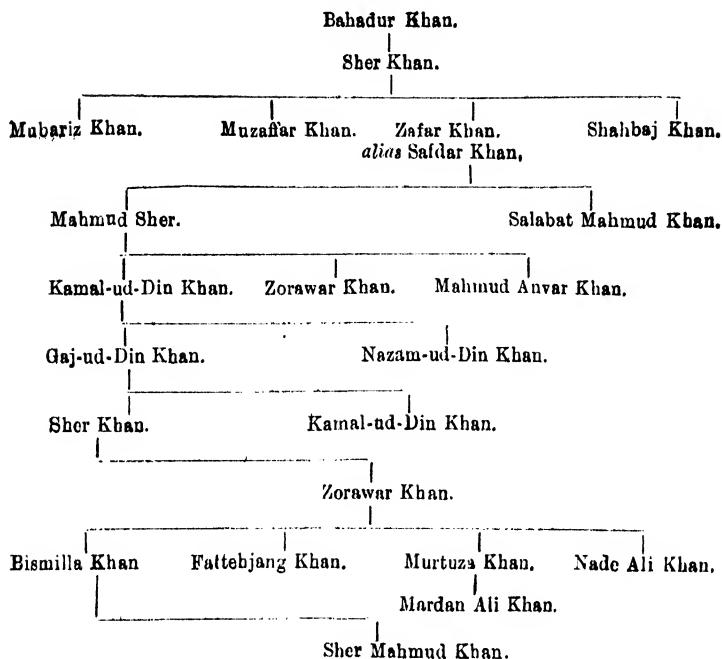 Bahadur Khan.
Sher Khan.
Mubariz Khan. Muzaffar Khan. Zafar Khan. Shahbaj Khan.
alias Safdar Khan,
Mahmud Sher. Salabat Mahmud Khan.
Kamal-ud-Din Khan. Zorawar Khan. Mahmud Anvar Khan.
Gaj-ud-Din Khan. Nazam-ud-Din Khan.
Sher Khan. Kamal-ud-Din Khan.
Zorawar Khan.
Bismilla Khan Fattehjang Khan. Murtuza Khan. Nade Ali Khan.
Mardan Ali Khan.
Sher Mahmud Khan.